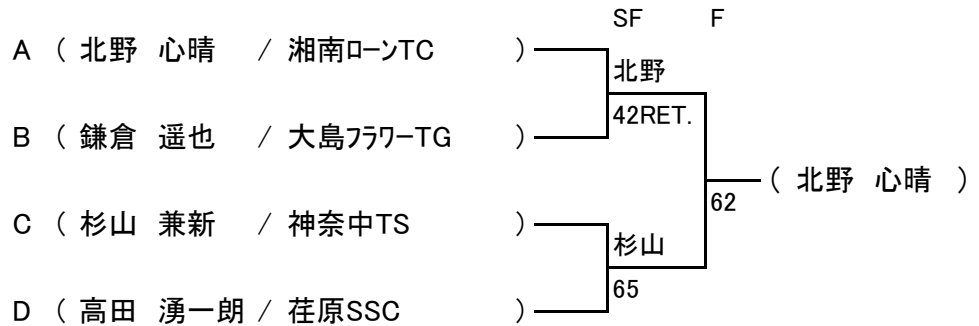 SF F
A ( 北野 心晴 / 湘南ローンTC )
北野
42RET.
B ( 鎌倉 遥也 / 大島フラワーTG )
( 北野 心晴 )
62
C ( 杉山 兼新 / 神奈中TS )
杉山
65
D ( 高田 湧一朗 / 荏原SSC )